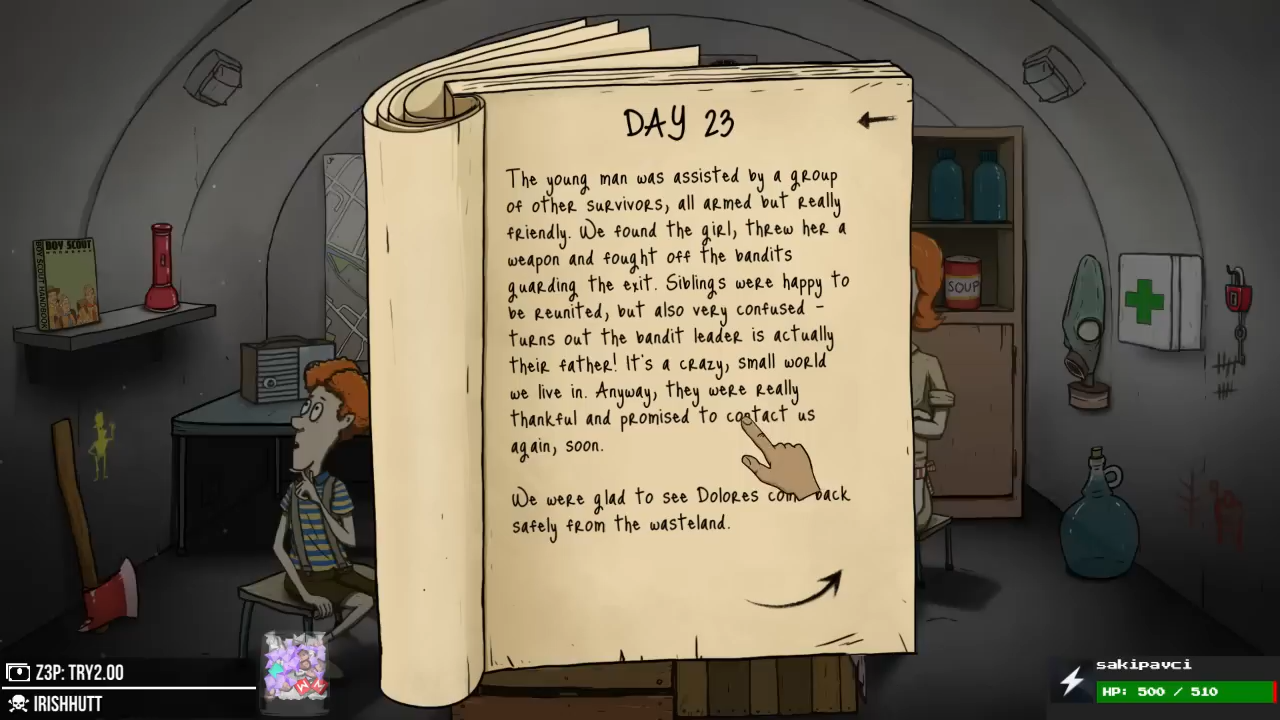 DAY 23
The young man was assisted by a group
of other survivors, all armed but really
friendly. We found the girl, threw her a
weapon and fought off the bandits
guarding the exit. Siblings were happy to
be reunited, but also very confused -
turns out the bandit leader is actually
their father! It's a crazy, small world
we live in. Anyway, they were really
thankful and promised to contact us
again, soon.
We were glad to see Dolores come back
safely from the wasteland.
BOY SCOUT
BOY SCOUT HANDBOOK
SOUP
Z3P: TRY2.00
IRISHHUTT
sakipavci
HP: 500 / 510